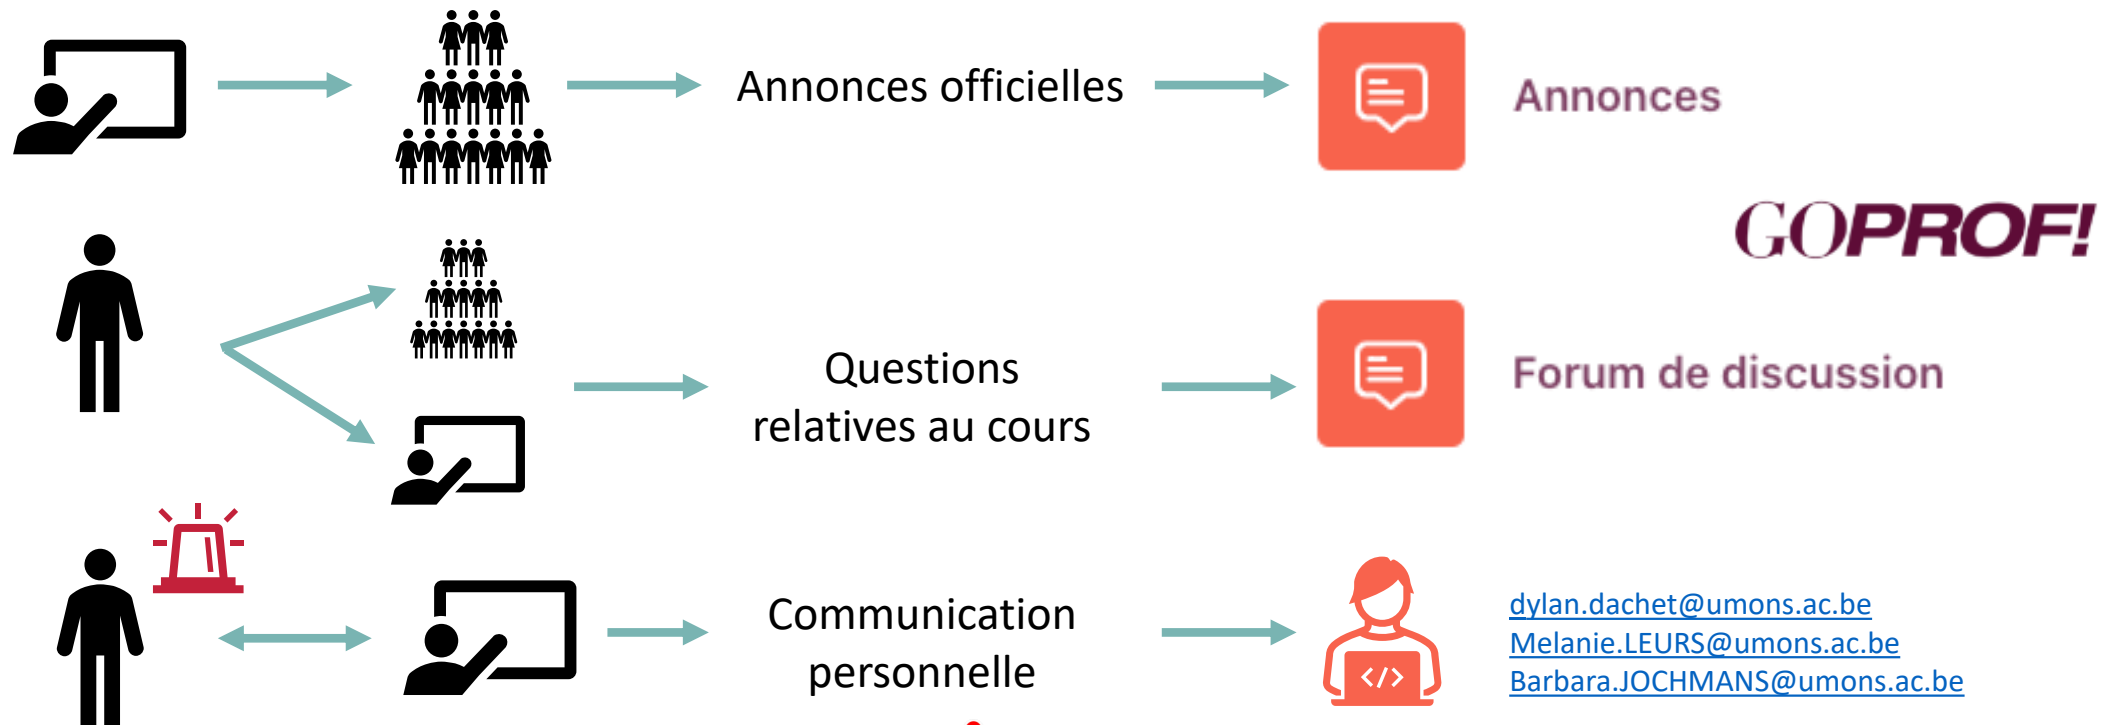 Annonces officielles
Annonces
GOPROF!
Questions
relatives au cours
Forum de discussion
Communication
personnelle
</>
dylan.dachet@umons.ac.be
Melanie.LEURS@umons.ac.be
Barbara.JOCHMANS@umons.ac.be